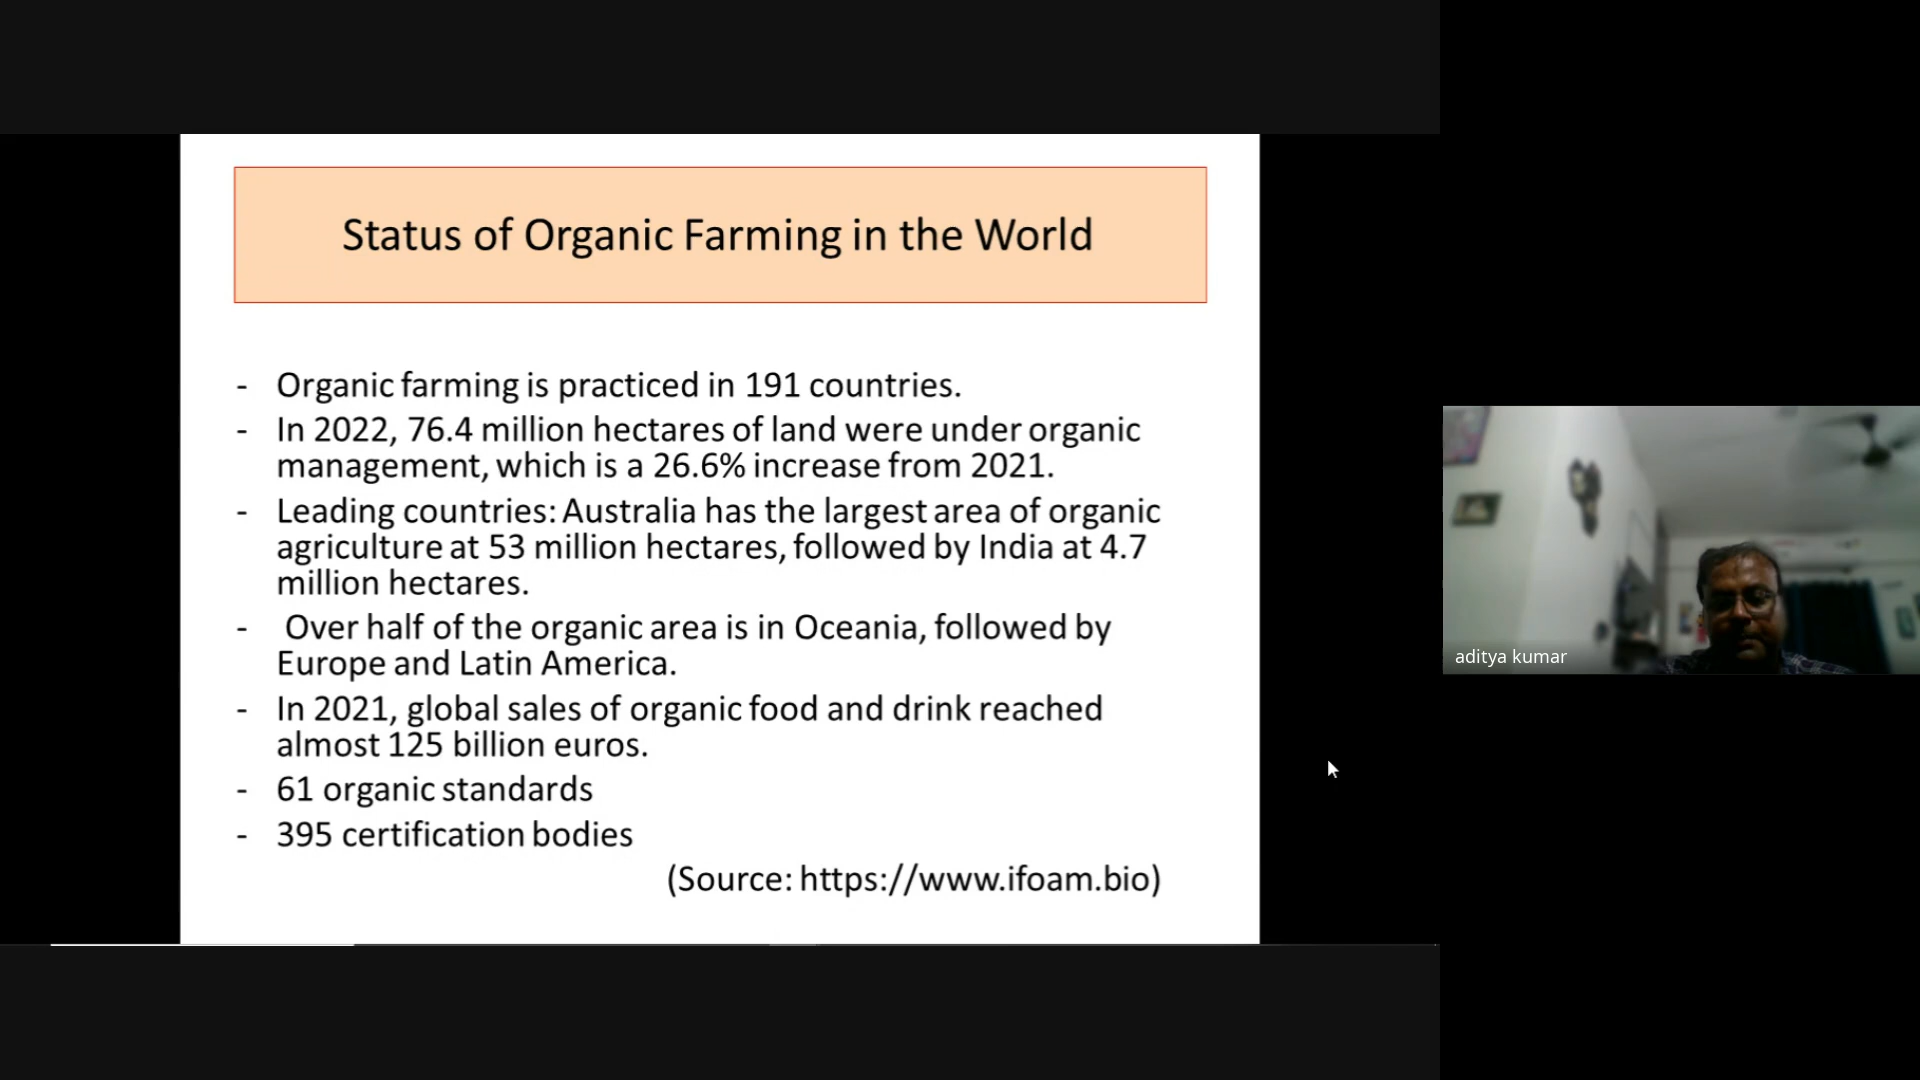 Status of Organic Farming in the World
- Organic farming is practiced in 191 countries.
- In 2022, 76.4 million hectares of land were under organic
management, which is a 26.6% increase from 2021.
- Leading countries: Australia has the largest area of organic
agriculture at 53 million hectares, followed by India at 4.7
million hectares.
- Over half of the organic area is in Oceania, followed by
Europe and Latin America.
- In 2021, global sales of organic food and drink reached
almost 125 billion euros.
- 61 organic standards
- 395 certification bodies
(Source: https://www.ifoam.bio)
aditya kumar